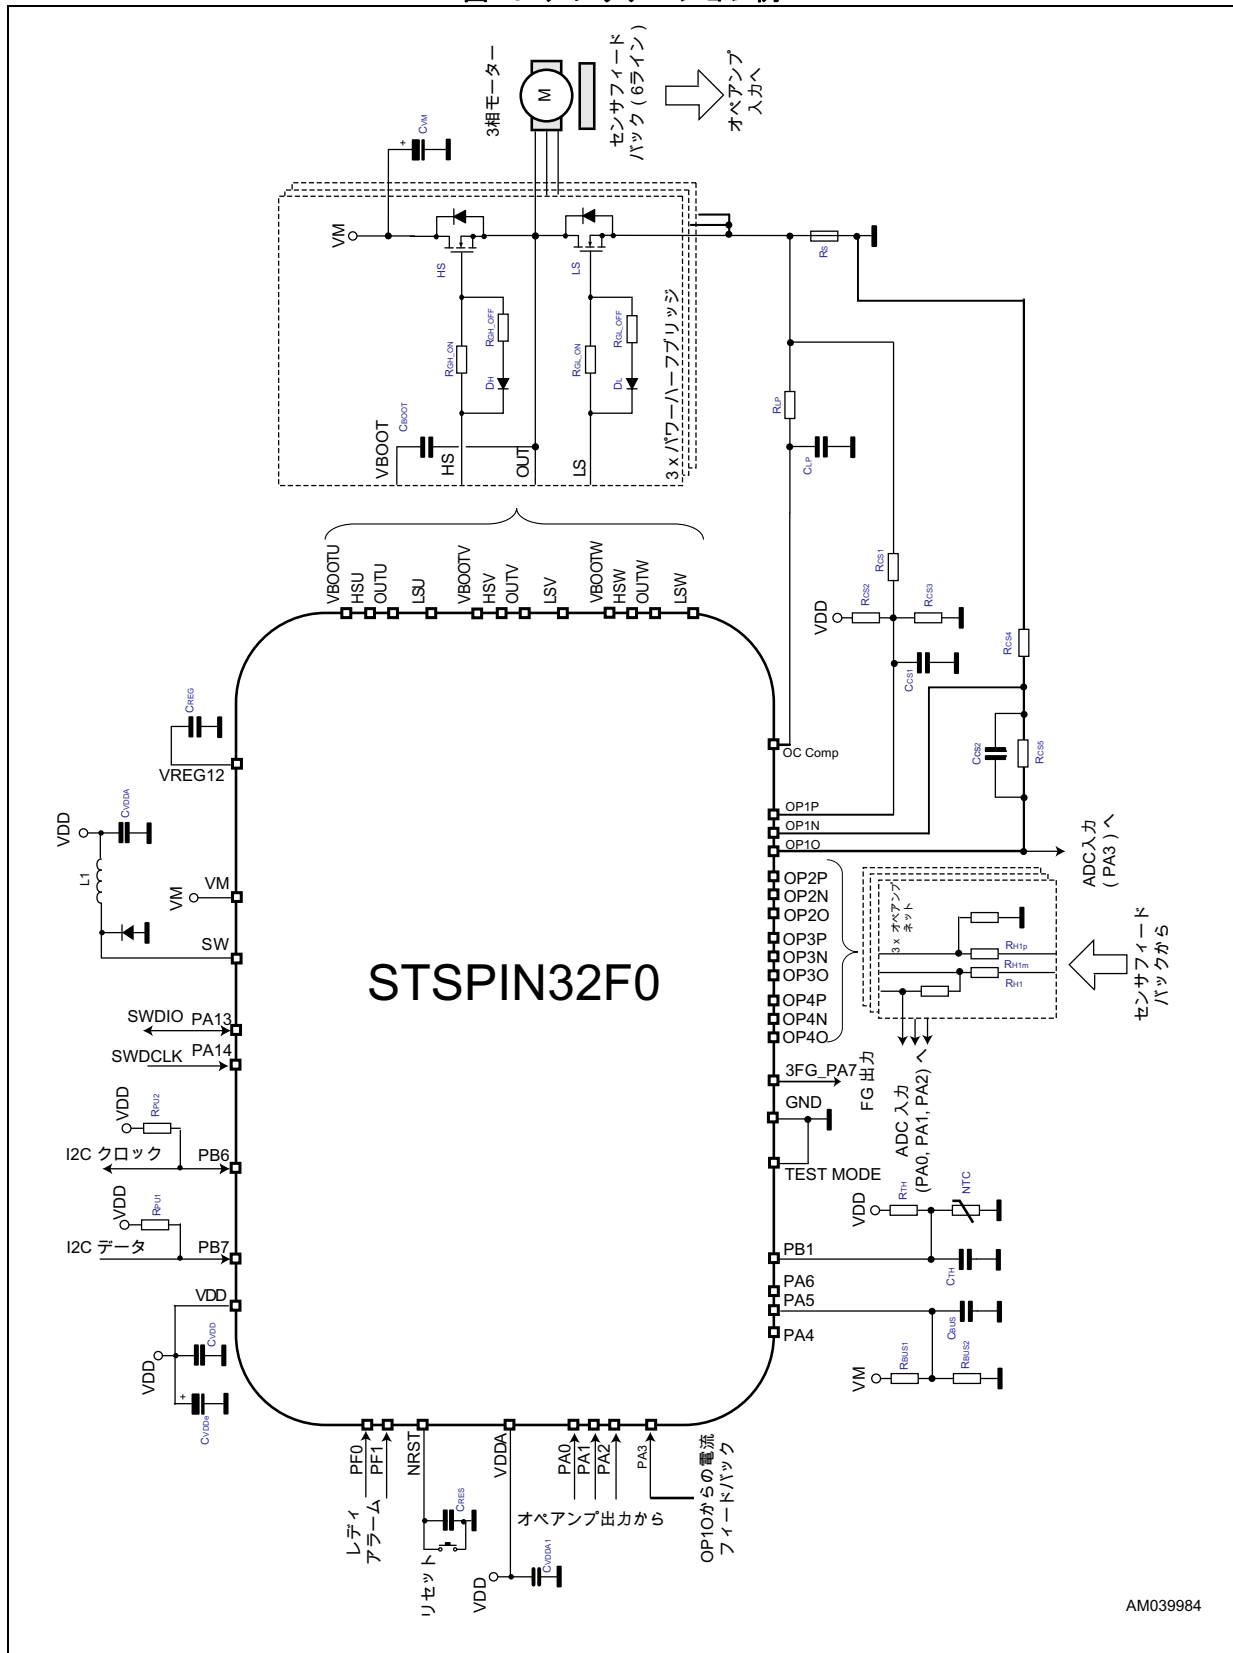 3相モーター
M
センサフィード
バック ( 6ライン )
オペアンプ
入力へ
CVM
+
VM
HS
LS
RS
RGH_ON
RGH_OFF
DH
RGL_ON
RGL_OFF
DL
3 x パワーハーフブリッジ
CBOOT
VBOOT
HS
OUT
LS
RLP
CLP
VBOOTU
HSU
OUTU
LSU
VBOOTV
HSV
OUTV
LSV
VBOOTW
HSW
OUTW
LSW
RCS1
RCS2
RCS3
VDD
CCS1
RCS4
CCS2
RCS5
CREG
VREG12
CVDDA
VDD
L1
VM
VM
SW
STSPIN32F0
OC Comp
OP1P
OP1N
OP1O
ADC入力
( PA3 ) へ
OP2P
OP2N
OP2O
OP3P
OP3N
OP3O
OP4P
OP4N
OP4O
3 x オペアンプ
ネット
RH1p
RH1m
RH1
センサフィード
バックから
SWDIO PA13
SWDCLK PA14
3FG_PA7
FG 出力
ADC 入力
(PA0, PA1, PA2) へ
GND
TEST MODE
VDD
RPU2
I2C クロック PB6
VDD
RPU1
I2C データ PB7
VDD
RTH
NTC
PB1
CTH
PA6
PA5
PA4
CBUS
VM
RBUS1
RBUS2
VDD
VDD
CVDD
+
CVDDe
PF0
PF1
レディ
アラーム
NRST
CRES
リセット
VDDA
VDD
CVDDA1
PA0
PA1
PA2
オペアンプ出力から
PA3
OP1Oからの電流
フィードバック
AM039984